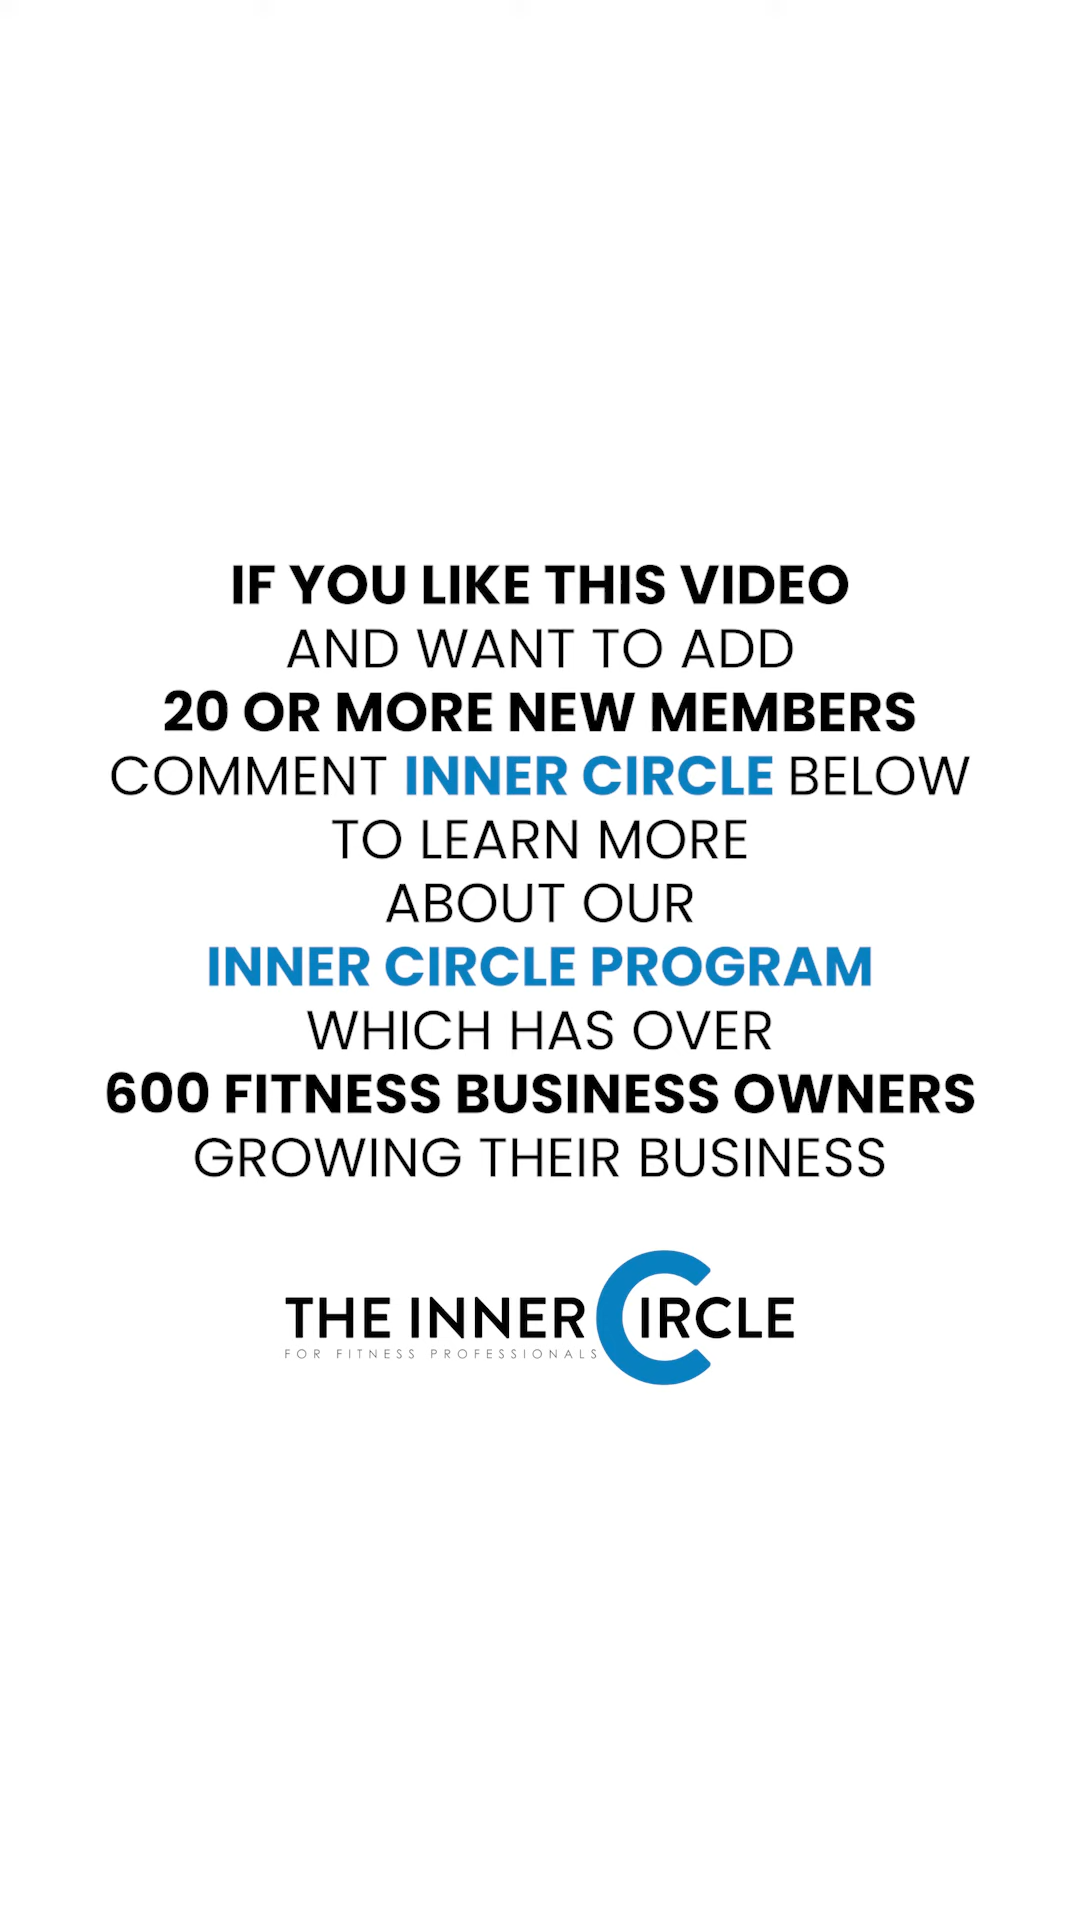 IF YOU LIKE THIS VIDEO
AND WANT TO ADD
20 OR MORE NEW MEMBERS
COMMENT INNER CIRCLE BELOW
TO LEARN MORE
ABOUT OUR
INNER CIRCLE PROGRAM
WHICH HAS OVER
600 FITNESS BUSINESS OWNERS
GROWING THEIR BUSINESS
THE INNER CIRCLE
FOR FITNESS PROFESSIONALS